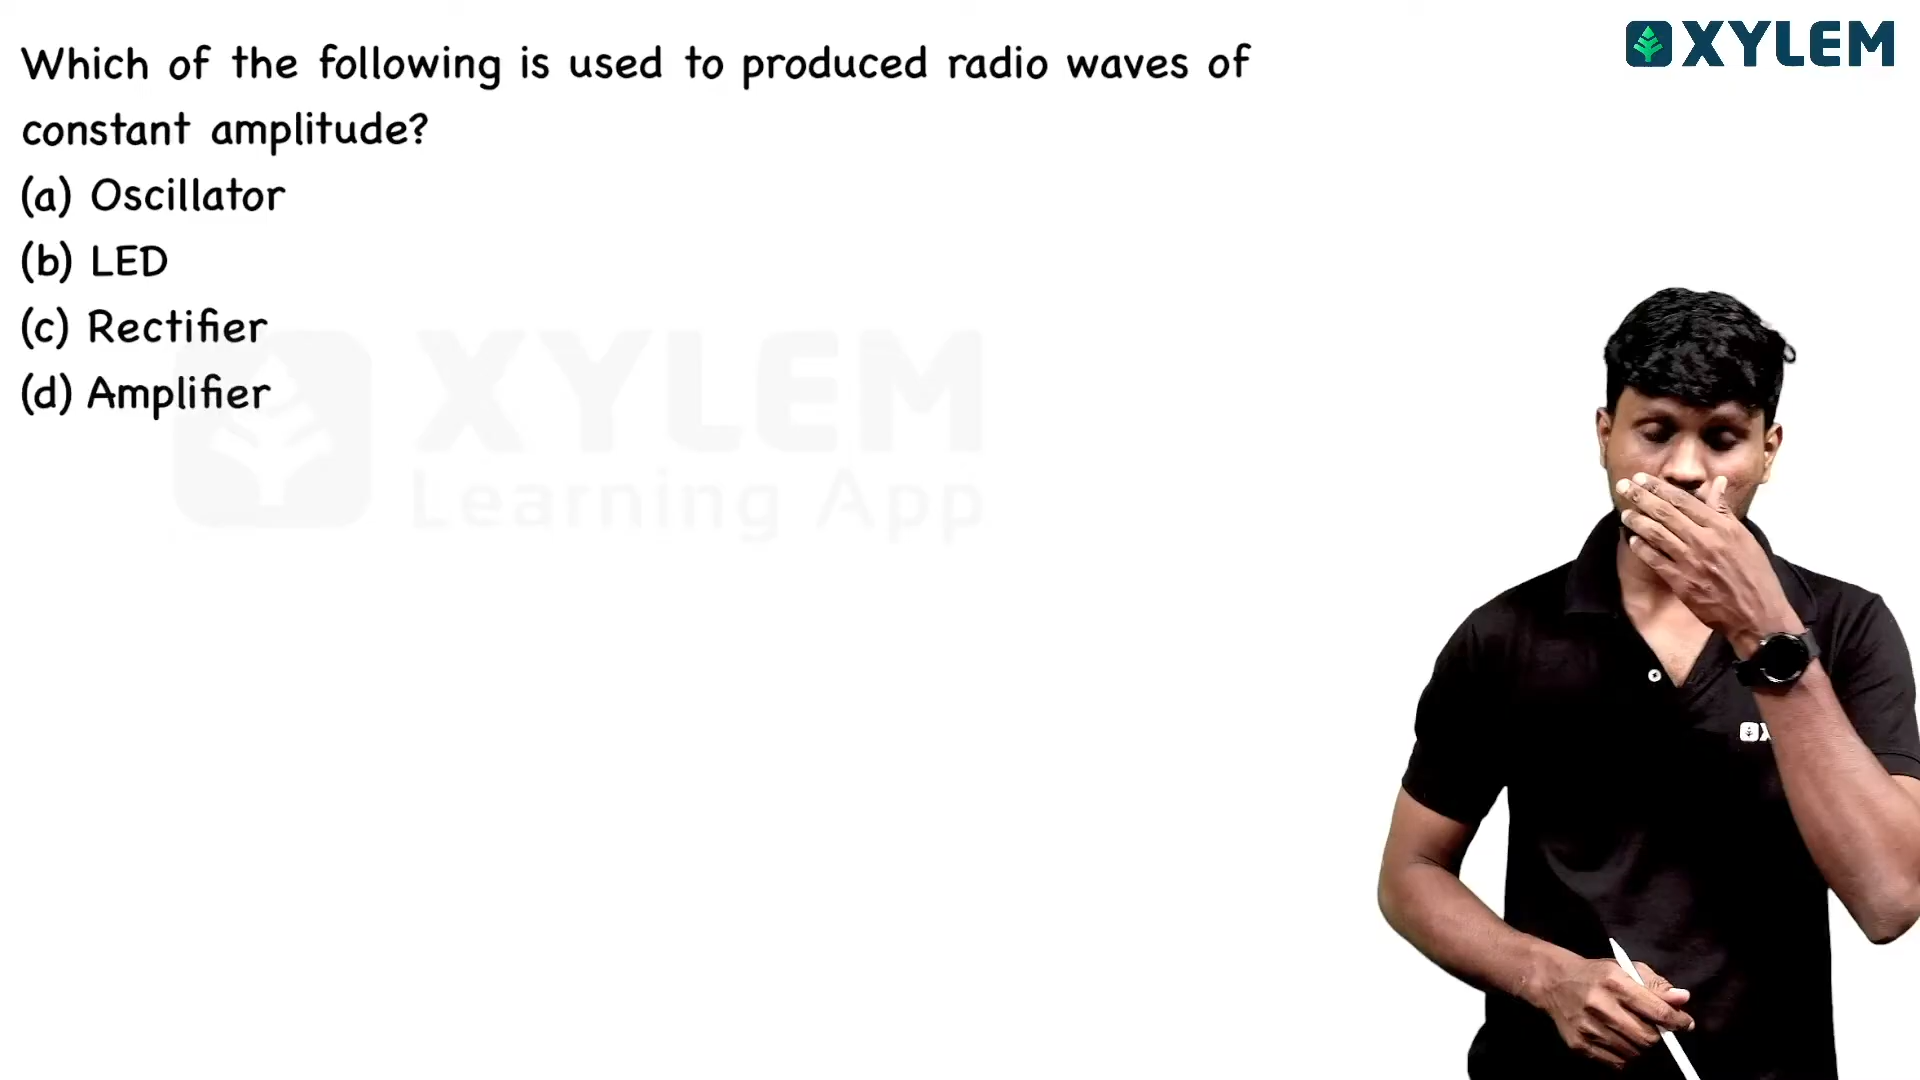 XYLEM
Which of the following is used to produced radio waves of
constant amplitude?
(a) Oscillator
(b) LED
(c) Rectifier
(d) Amplifier
XYLEM
Learning App